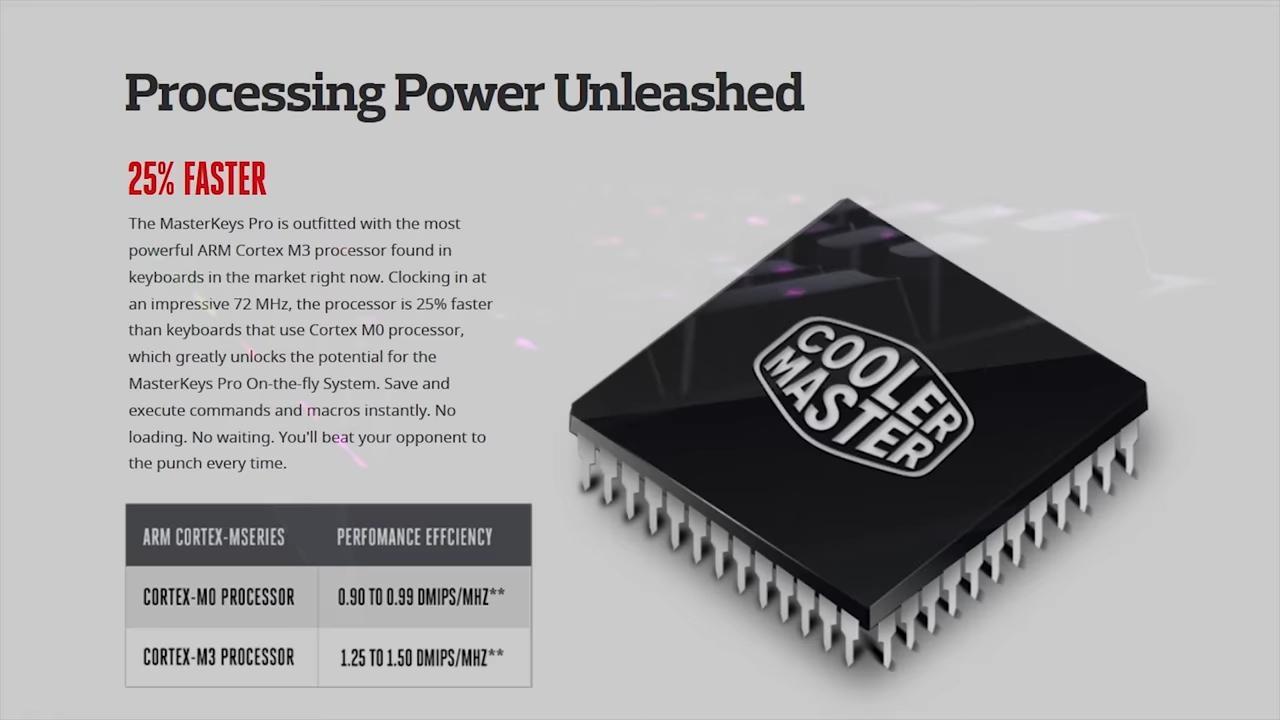 Processing Power Unleashed
25% FASTER
The MasterKeys Pro is outfitted with the most
powerful ARM Cortex M3 processor found in
keyboards in the market right now. Clocking in at
an impressive 72 MHz, the processor is 25% faster
than keyboards that use Cortex M0 processor,
which greatly unlocks the potential for the
MasterKeys Pro On-the-fly System. Save and
execute commands and macros instantly. No
loading. No waiting. You'll beat your opponent to
the punch every time.
ARM CORTEX-MSERIES PERFOMANCE EFFCIENCY
CORTEX-M0 PROCESSOR 0.90 TO 0.99 DMIPS/MHZ**
CORTEX-M3 PROCESSOR 1.25 TO 1.50 DMIPS/MHZ**
COOLER
MASTER